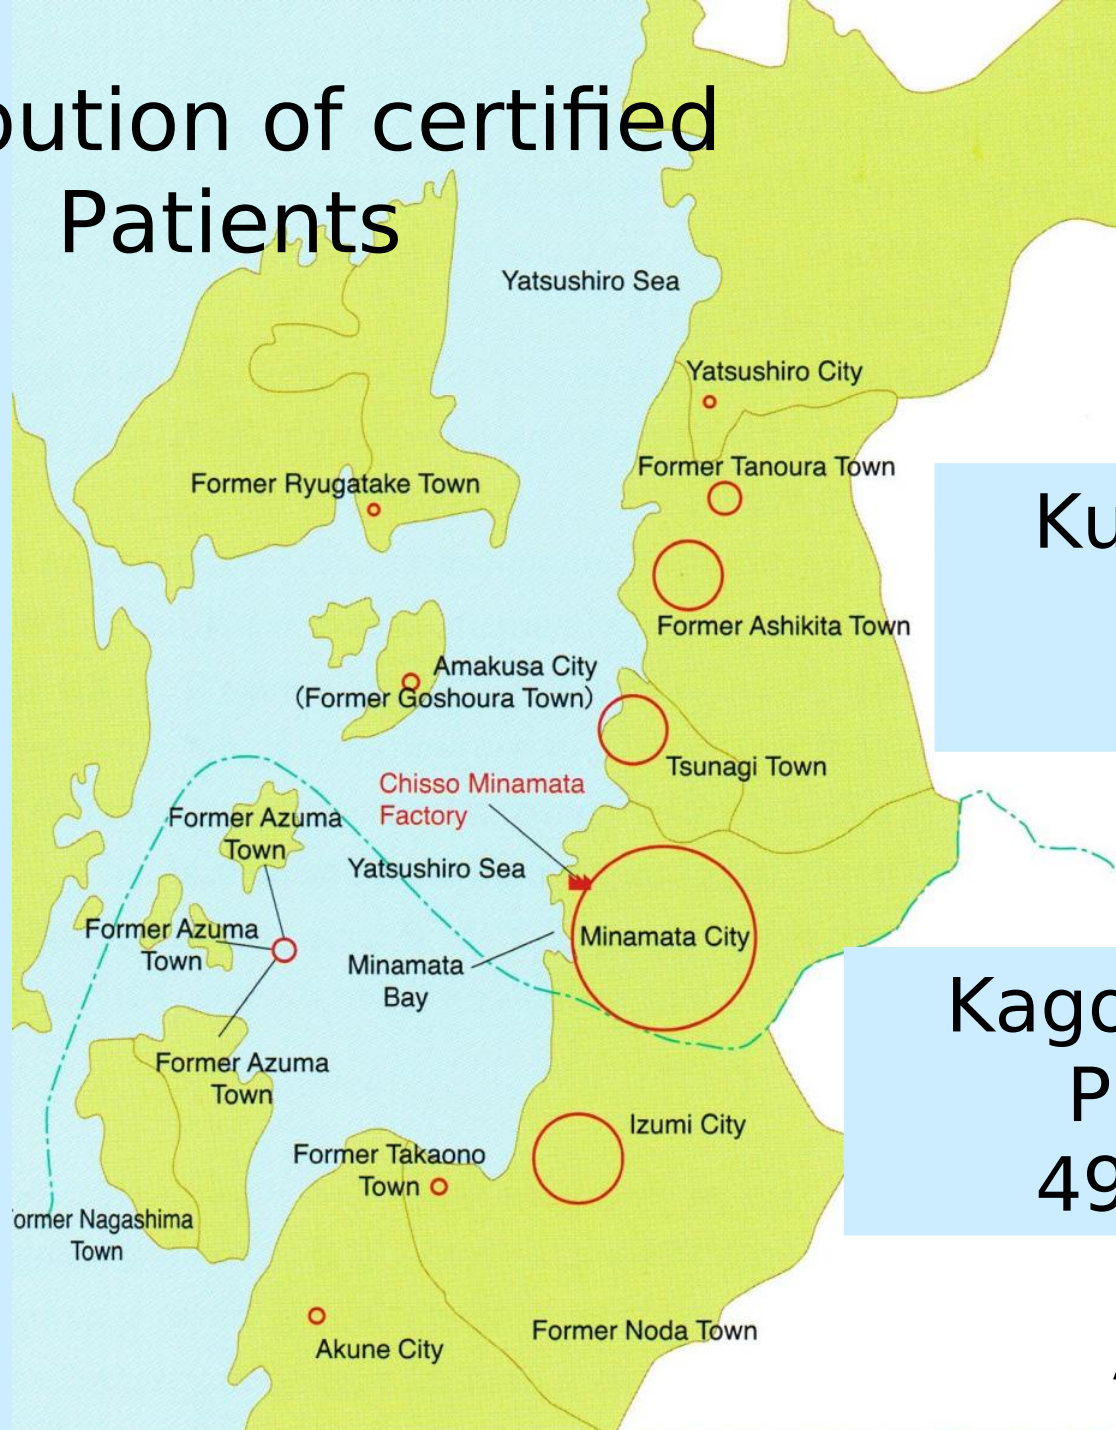 bution of certified
Patients
Yatsushiro Sea
Yatsushiro City
Former Tanoura Town
Former Ryugatake Town
Ku
Former Ashikita Town
Amakusa City
(Former Goshoura Town)
Tsunagi Town
Chisso Minamata
Factory
Former Azuma
Town
Yatsushiro Sea
Former Azuma
Town
Minamata City
Minamata
Bay
Kago
P
49
Former Azuma
Town
Izumi City
Former Takaono
Town
ormer Nagashima
Town
Former Noda Town
Akune City